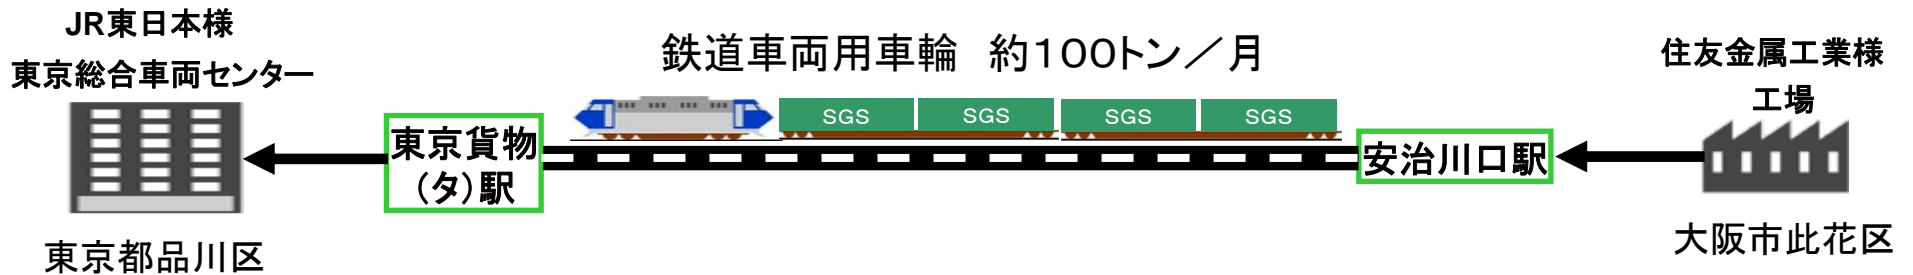 JR東日本様
東京総合車両センター
東京都品川区
東京貨物
(タ)駅
鉄道車両用車輪　約100トン／月
SGS
SGS
SGS
SGS
安治川口駅
住友金属工業様
工場
大阪市此花区